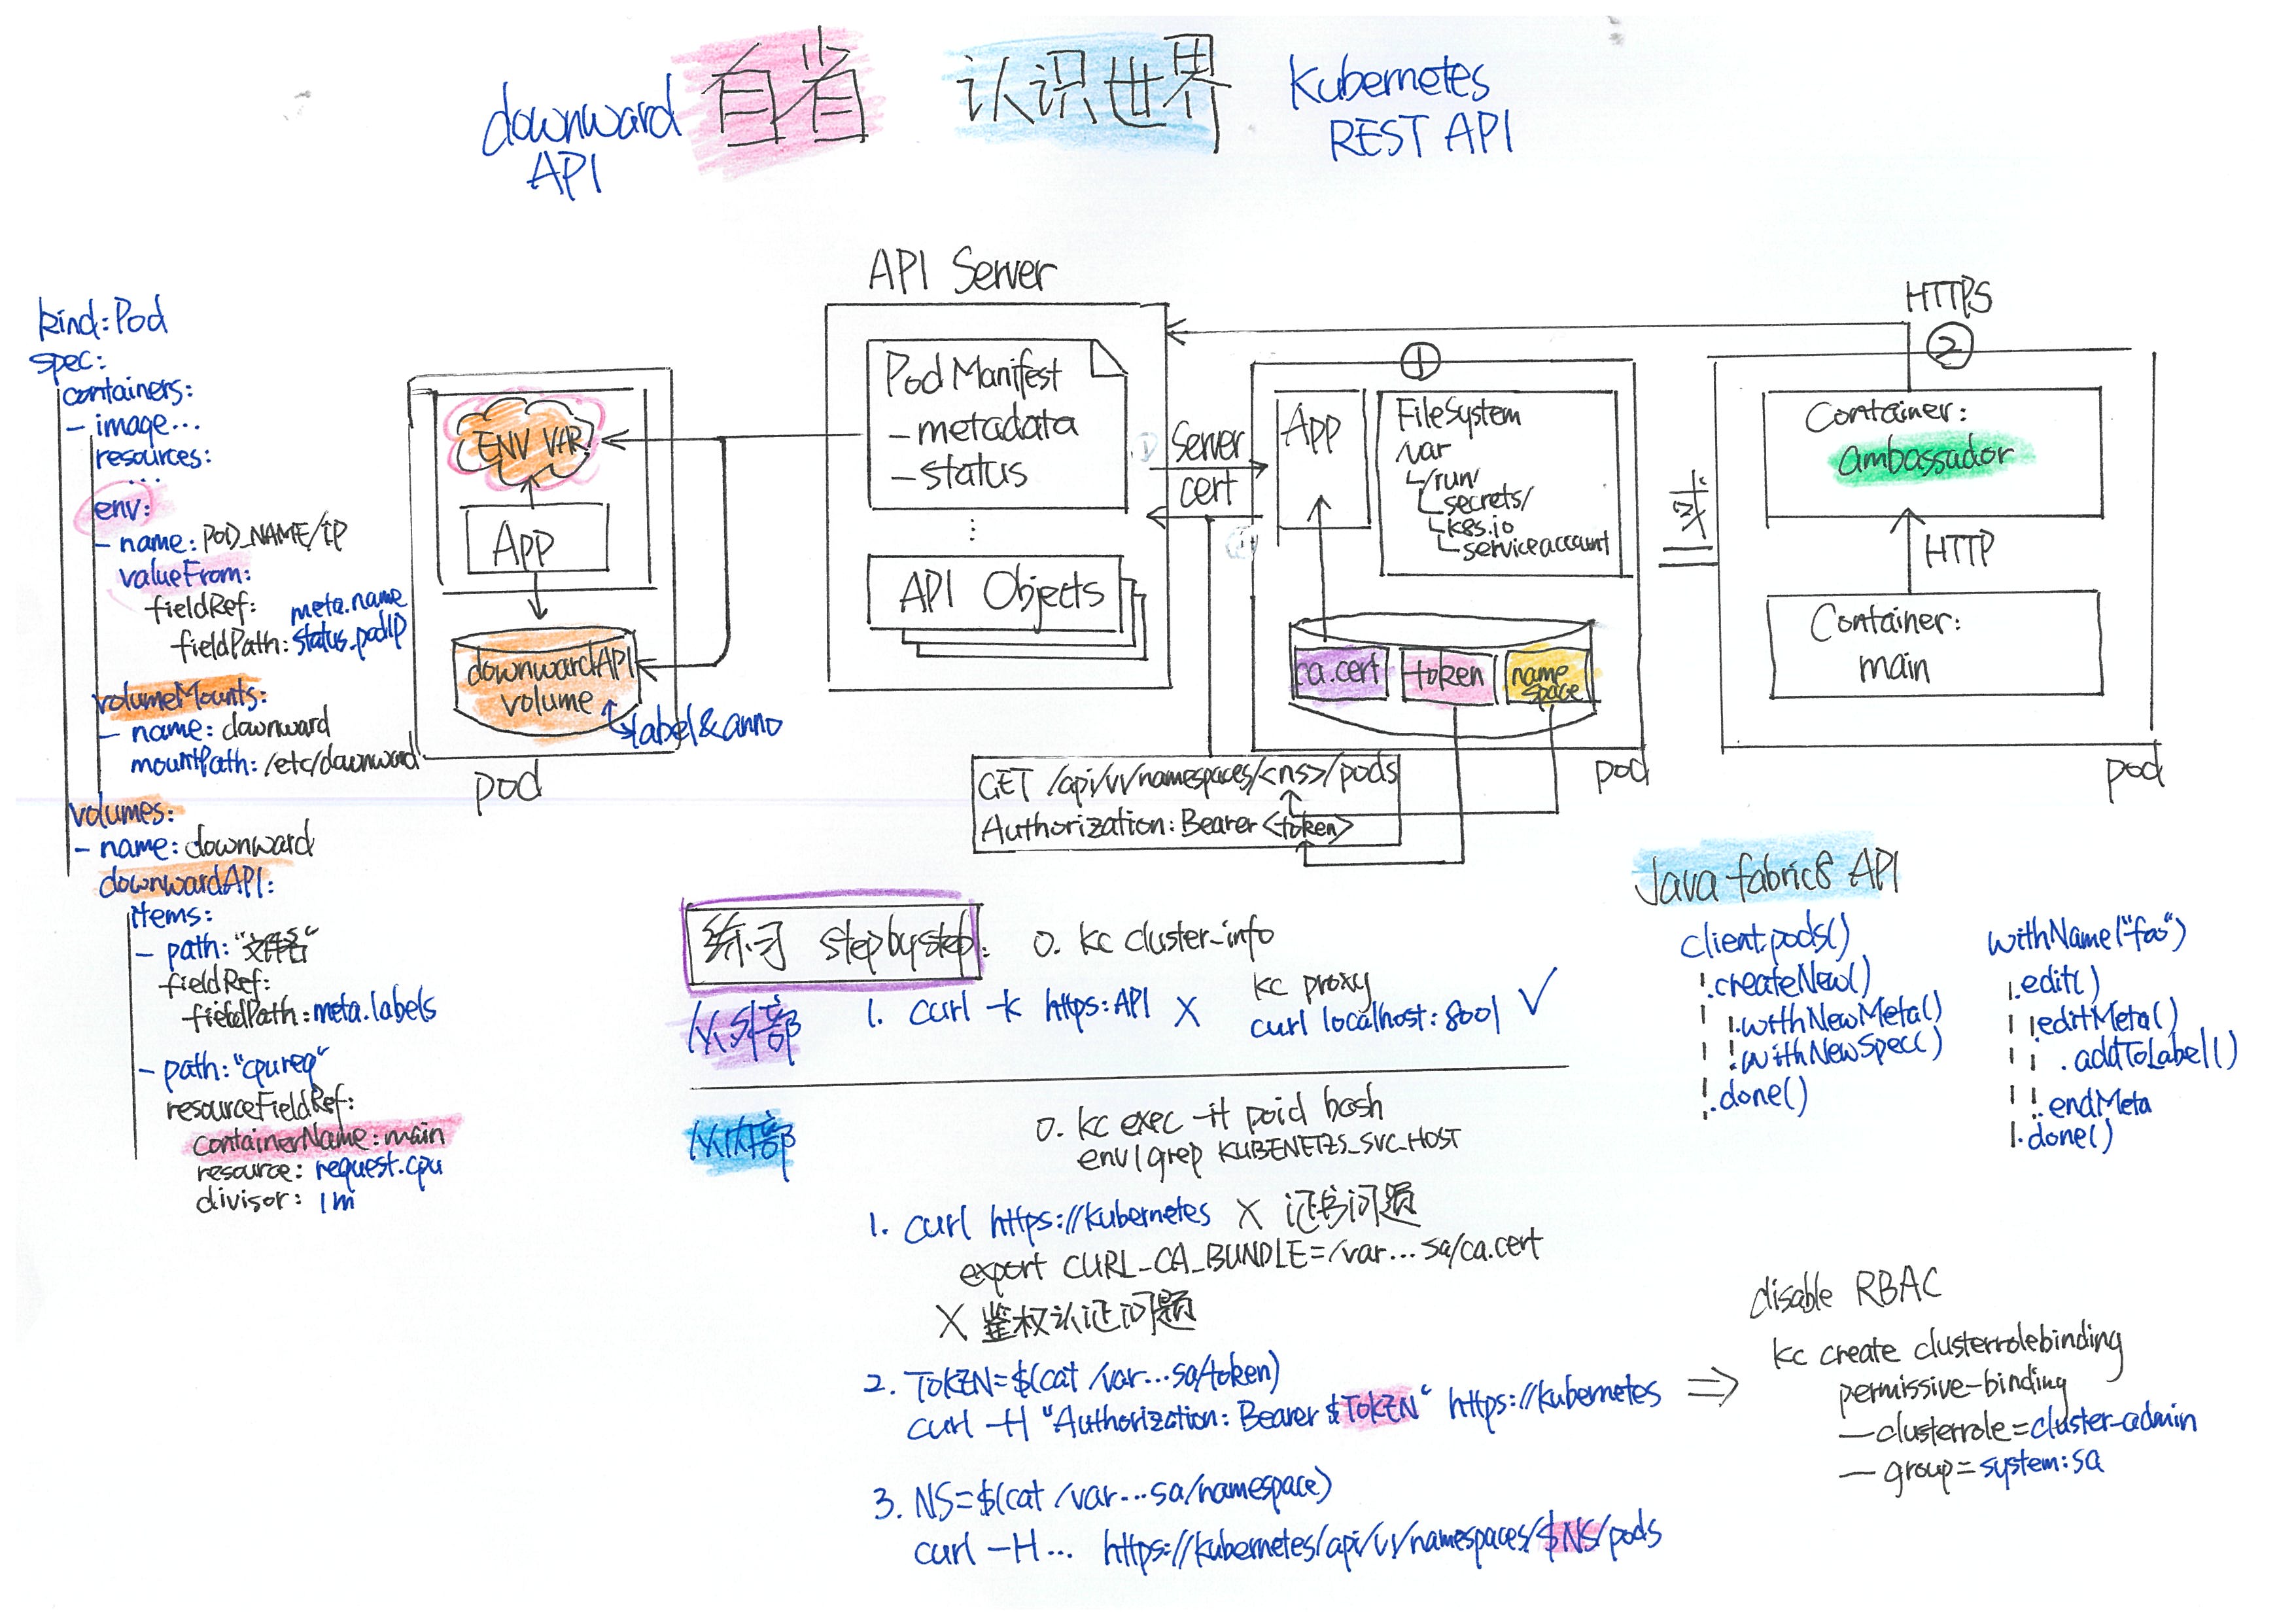 downward API
自省
认识世界
Kubernetes REST API
kind: Pod
spec:
containers:
- image...
resources:
...
env:
- name: POD_NAME/IP
valueFrom:
fieldRef: meta.name
fieldPath: status.podIP
volumeMounts:
- name: downward
mountPath: /etc/downward
volumes:
- name: downward
downwardAPI:
items:
- path: "文件名"
fieldRef:
fieldPath: meta.labels
- path: "cpureq"
resourceFieldRef:
containerName: main
resource: request.cpu
divisor: 1m
ENV VAR
App
downwardAPI
volume
label&anno
pod
API Server
Pod Manifest
- metadata
- status
⋮
API Objects
Server
cert
①
App
FileSystem
/var
/run/
secrets/
k8s.io
serviceaccount
ca.cert
token
name
space
pod
GET /api/v1/namespaces/<ns>/pods
Authorization: Bearer <token>
HTTPS
②
Container:
ambassador
HTTP
Container:
main
pod
练习 step by step:
0. kc cluster-info
从外部
1. curl -k https:API X
kc proxy
curl localhost:8001 ✓
从内部
0. kc exec -it poid bash
env|grep KUBENETES_SVC_HOST
1. curl https://kubernetes X 证书问题
export CURL_CA_BUNDLE=/var...sa/ca.cert
X 鉴权认证问题
2. TOKEN=$(cat /var...sa/token)
curl -H "Authorization: Bearer $TOKEN" https://kubernetes ⇒
3. NS=$(cat /var...sa/namespace)
curl -H... https://kubernetes/api/v1/namespaces/$NS/pods
Java fabric8 API
client.pods()
.createNew()
.withNewMeta()
.withNewSpec()
.done()
withName("foo")
.edit()
.editMeta()
.addToLabel()
.endMeta
.done()
disable RBAC
kc create clusterrolebinding
permissive-binding
--clusterrole=cluster-admin
--group=system:sa